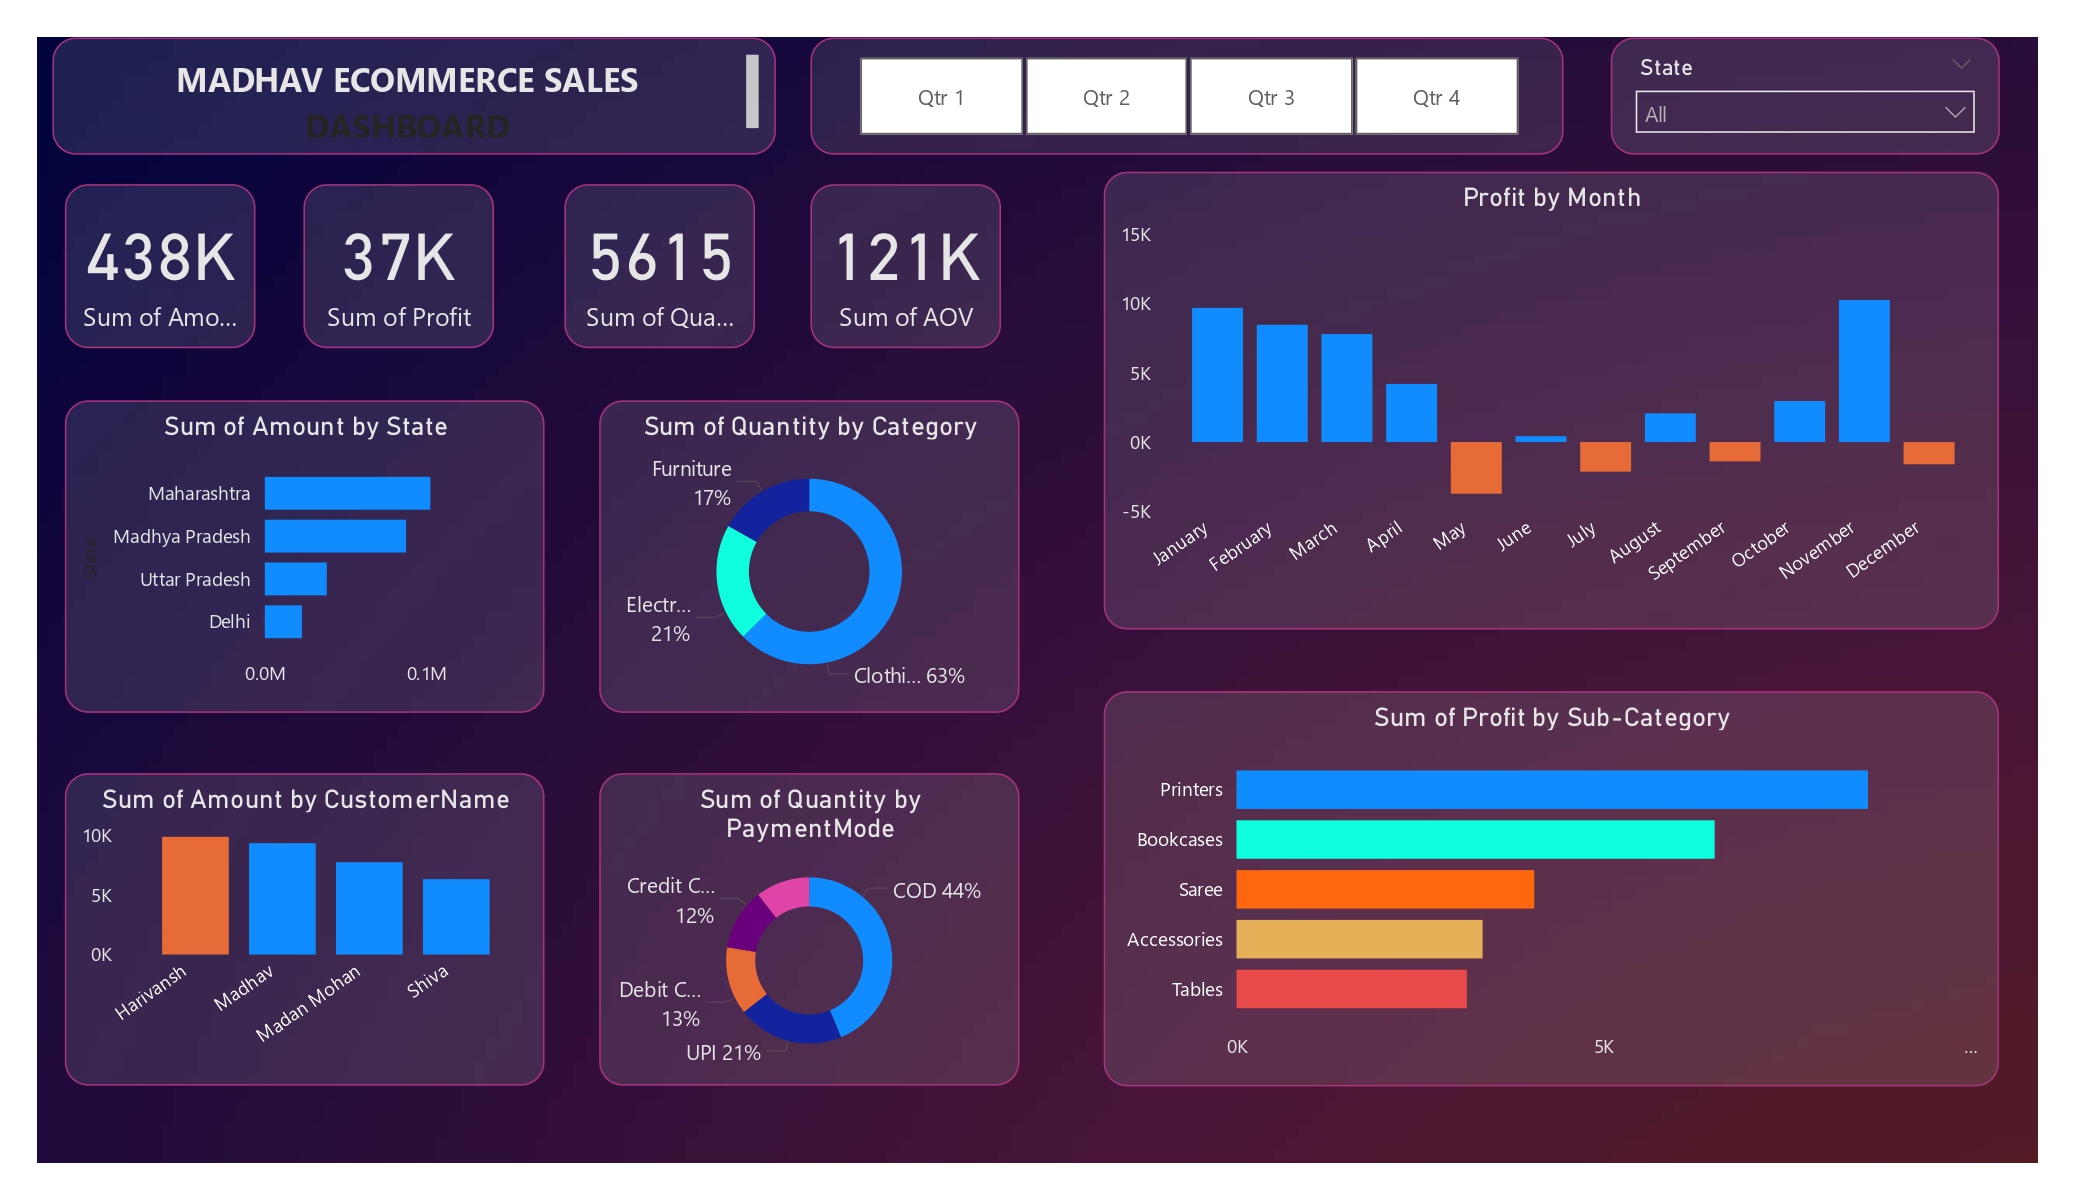 MADHAV ECOMMERCE SALES
DASHBOARD
Qtr 1
Qtr 2
Qtr 3
Qtr 4
State
All
438K
Sum of Amo...
37K
Sum of Profit
5615
Sum of Qua...
121K
Sum of AOV
Profit by Month
15K
10K
5K
0K
-5K
January
February
March
April
May
June
July
August
September
October
November
December
Sum of Amount by State
State
Maharashtra
Madhya Pradesh
Uttar Pradesh
Delhi
0.0M
0.1M
Sum of Quantity by Category
Furniture
17%
Electr...
21%
Clothi... 63%
Sum of Profit by Sub-Category
Printers
Bookcases
Saree
Accessories
Tables
0K
5K
...
Sum of Amount by CustomerName
10K
5K
0K
Harivansh
Madhav
Madan Mohan
Shiva
Sum of Quantity by
PaymentMode
Credit C...
12%
COD 44%
Debit C...
13%
UPI 21%